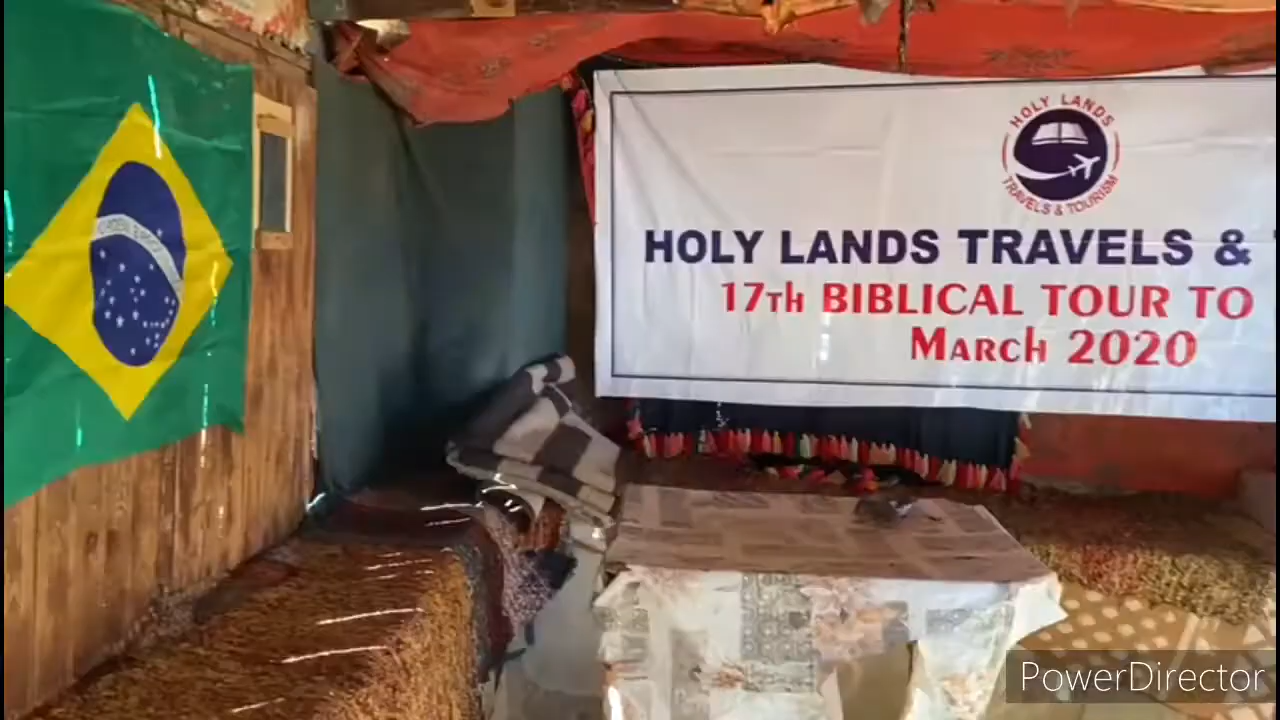 HOLY LANDS
TRAVELS & TOURISM
HOLY LANDS TRAVELS &
17Th BIBLICAL TOUR TO
March 2020
PowerDirector